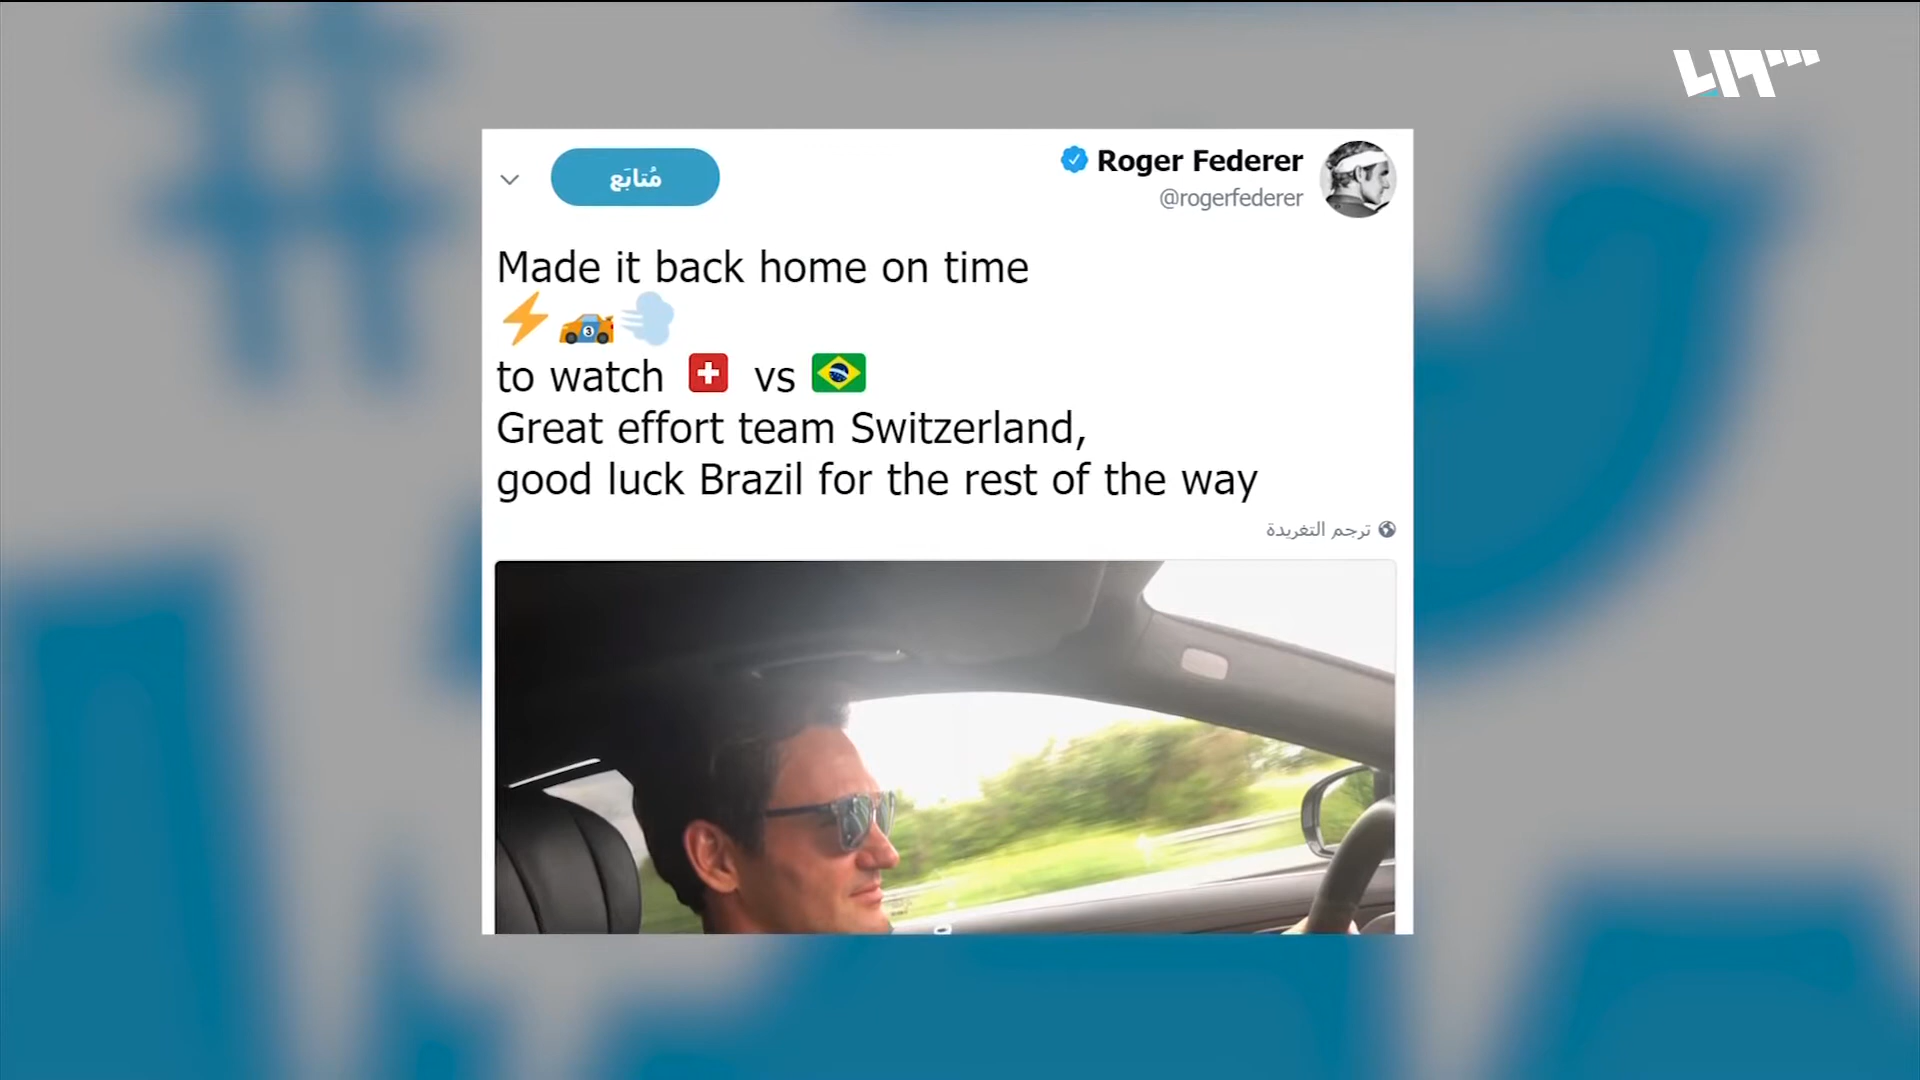 مُتابَع
Roger Federer
@rogerfederer
Made it back home on time
⚡🏎️💨
to watch 🇨🇭 vs 🇧🇷
Great effort team Switzerland,
good luck Brazil for the rest of the way
ترجم التغريدة